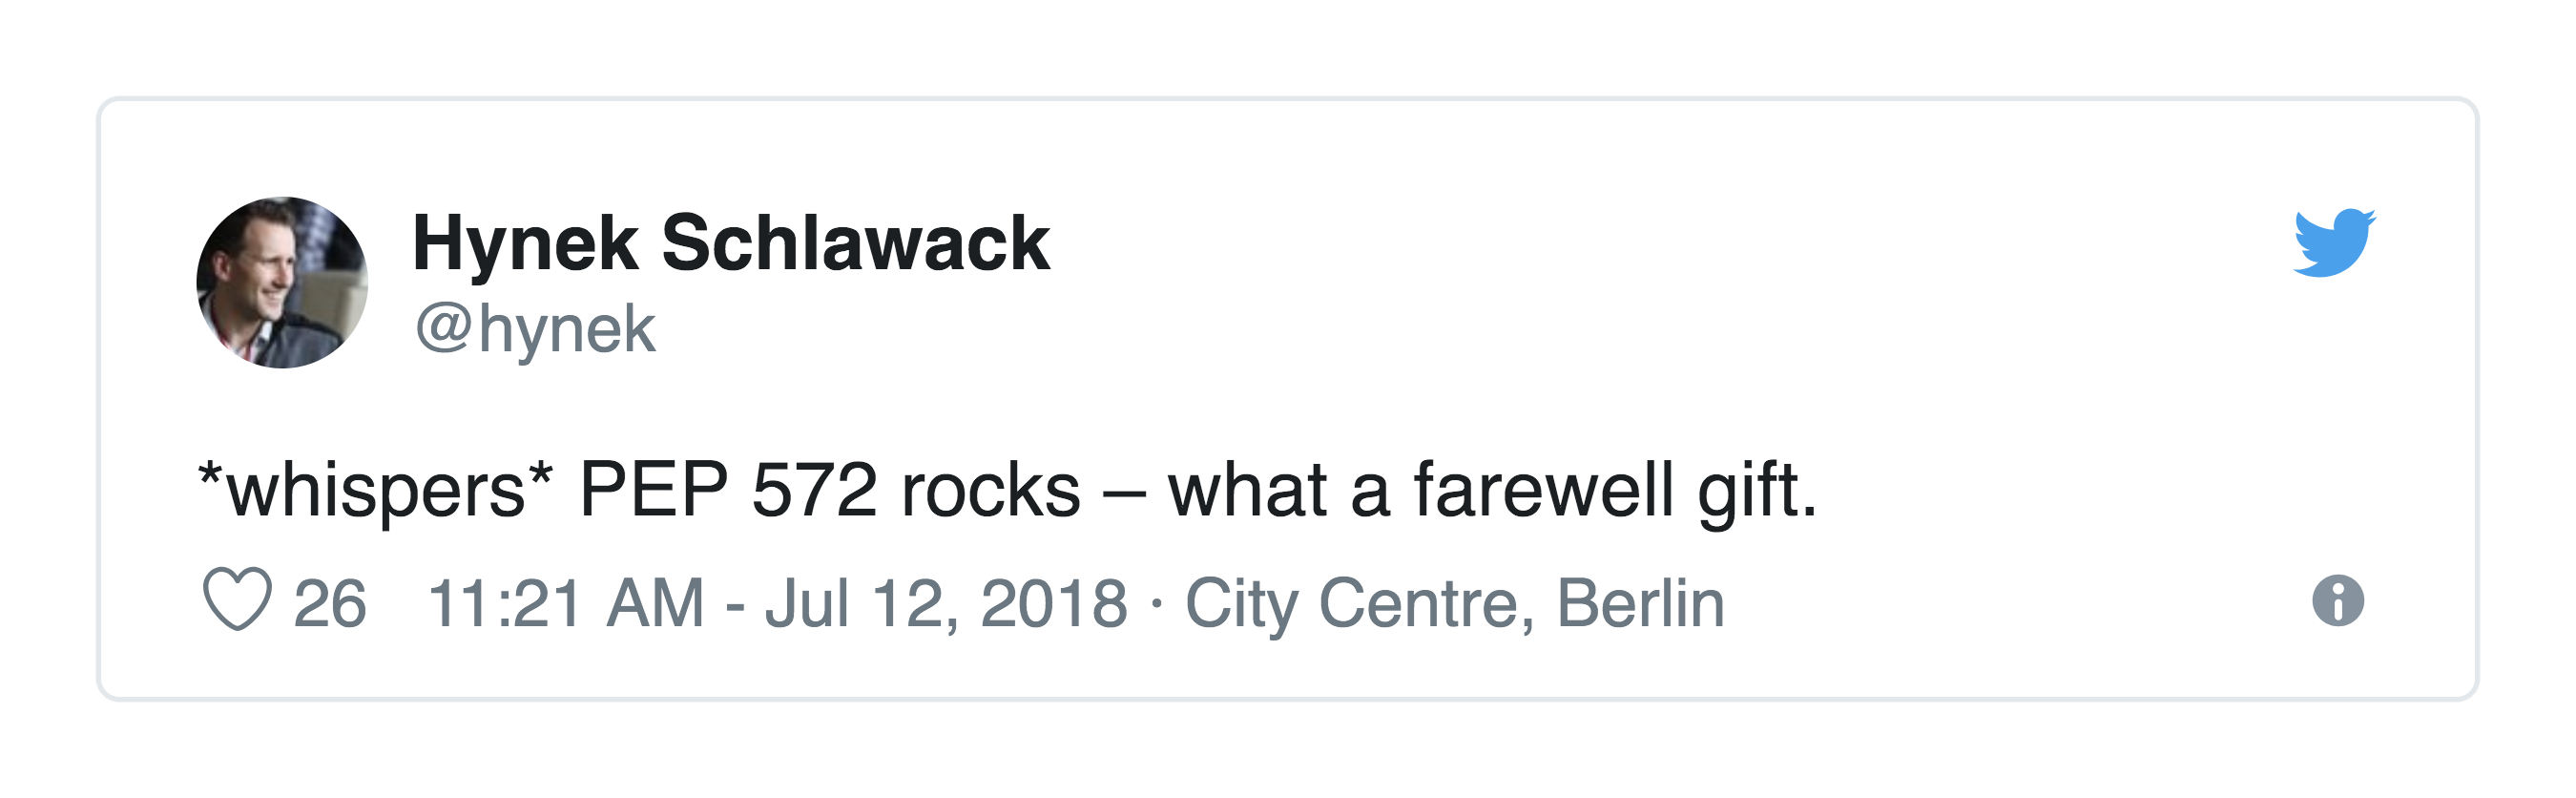 Hynek Schlawack
@hynek
*whispers* PEP 572 rocks – what a farewell gift.
26 11:21 AM - Jul 12, 2018 · City Centre, Berlin